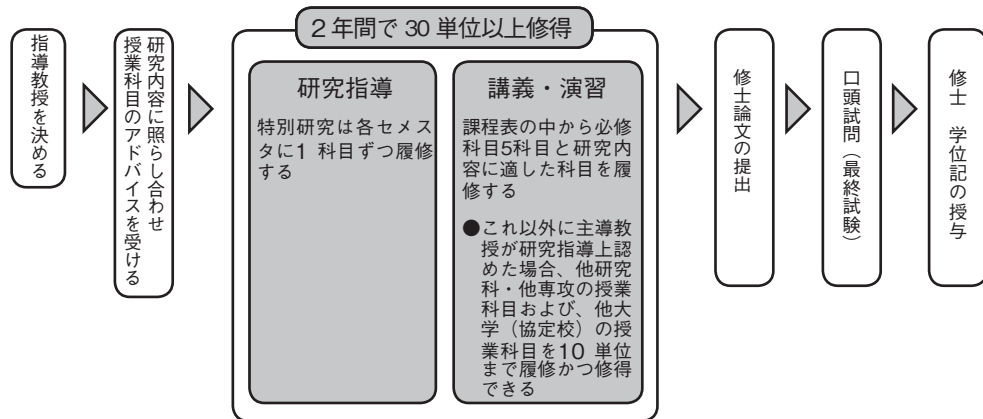 指導教授を決める
研究内容に照らし合わせ
授業科目のアドバイスを受ける
２年間で 30 単位以上修得
研究指導
特別研究は各セメス
タに1 科目ずつ履修
する
講義・演習
課程表の中から必修
科目5科目と研究内
容に適した科目を履
修する
●これ以外に主導教
授が研究指導上認
めた場合、他研究
科・他専攻の授業
科目および、他大
学（協定校）の授
業科目を10 単位
まで履修かつ修得
できる
修士論文の提出
口頭試問（最終試験）
修士　学位記の授与